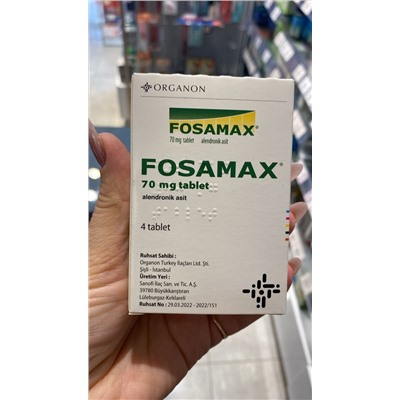 ORGANON
FOSAMAX®
70 mg tablet alendronik asit
FOSAMAX®
70 mg tablet
alendronik asit
4 tablet
Ruhsat Sahibi :
Organon Turkey İlaçları Ltd. Şti.
Şişli - İstanbul
Üretim Yeri :
Sanofi İlaç San. ve Tic. A.Ş.
39780 Büyükkarıştıran
Lüleburgaz-Kırklareli
Ruhsat No : 29.03.2022 - 2022/151